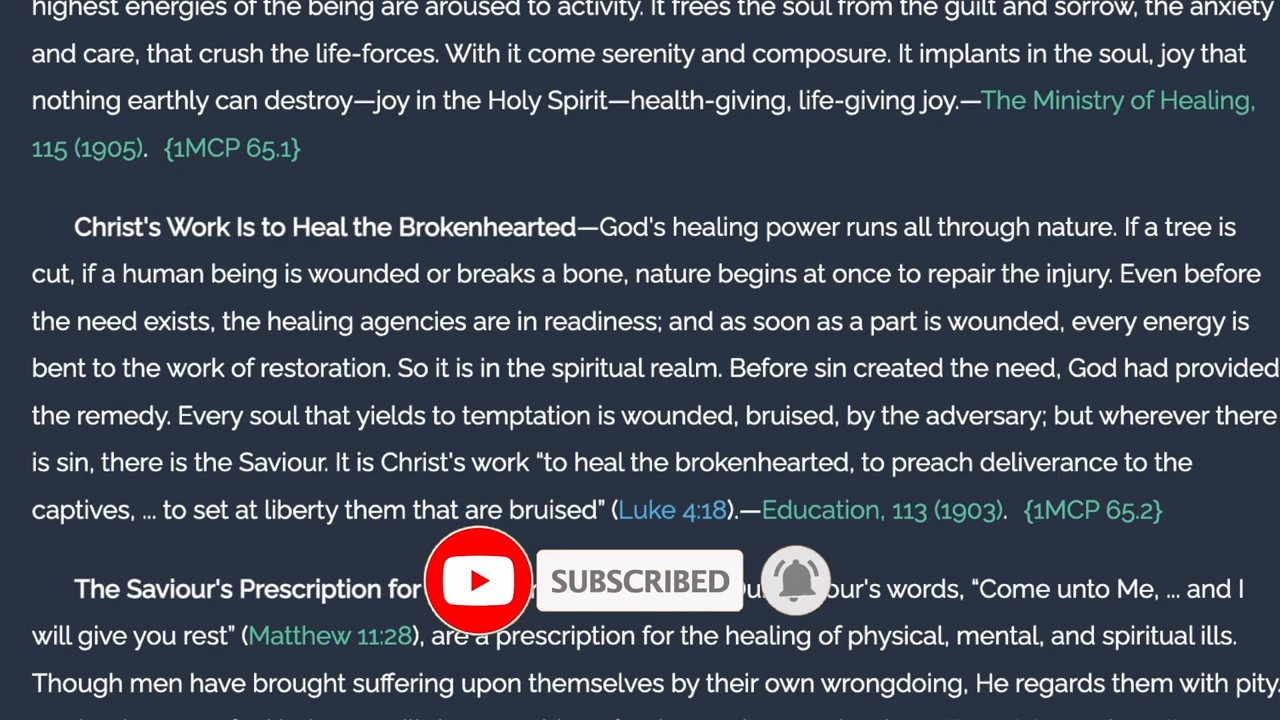 highest energies of the being are aroused to activity. It frees the soul from the guilt and sorrow, the anxiety
and care, that crush the life-forces. With it come serenity and composure. It implants in the soul, joy that
nothing earthly can destroy—joy in the Holy Spirit—health-giving, life-giving joy.—The Ministry of Healing,
115 (1905). {1MCP 65.1}
Christ's Work Is to Heal the Brokenhearted—God's healing power runs all through nature. If a tree is
cut, if a human being is wounded or breaks a bone, nature begins at once to repair the injury. Even before
the need exists, the healing agencies are in readiness; and as soon as a part is wounded, every energy is
bent to the work of restoration. So it is in the spiritual realm. Before sin created the need, God had provided
the remedy. Every soul that yields to temptation is wounded, bruised, by the adversary; but wherever there
is sin, there is the Saviour. It is Christ's work “to heal the brokenhearted, to preach deliverance to the
captives, ... to set at liberty them that are bruised” (Luke 4:18).—Education, 113 (1903). {1MCP 65.2}
The Saviour's Prescription for words, “Come unto Me, ... and I
SUBSCRIBED
will give you rest” (Matthew 11:28), are a prescription for the healing of physical, mental, and spiritual ills.
Though men have brought suffering upon themselves by their own wrongdoing, He regards them with pity.